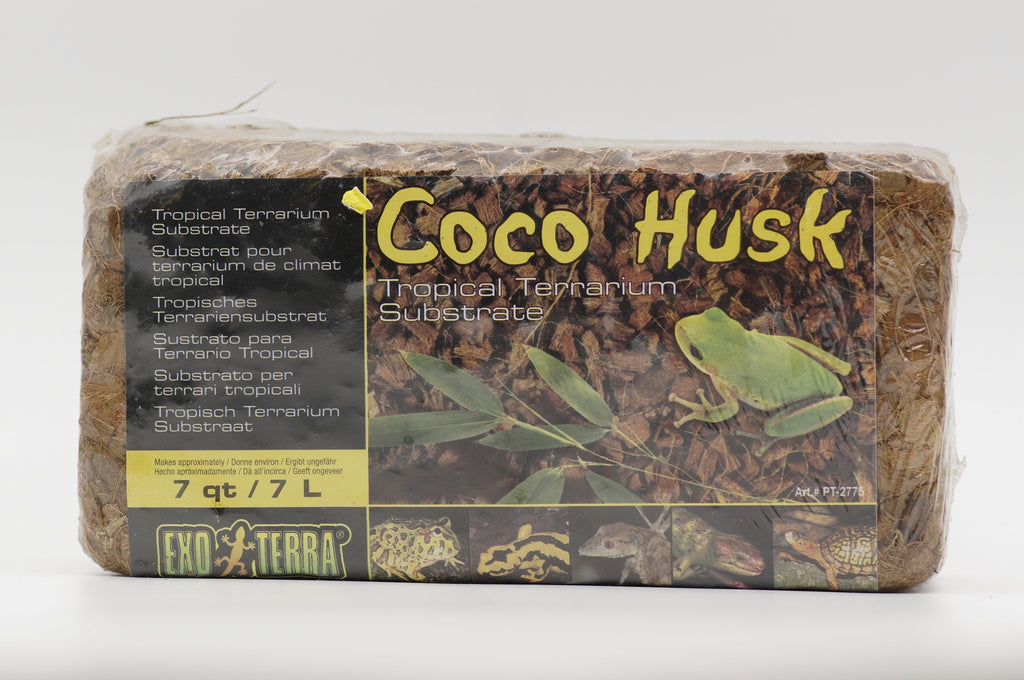 Tropical Terrarium
Substrate
Substrat pour
terrarium de climat
tropical
Tropisches
Terrariensubstrat
Sustrato para
Terrario Tropical
Substrato per
terrari tropicali
Tropisch Terrarium
Substraat
Makes approximately / Donne environ / Ergibt ungefähr
Hecho aproximadamente / Dà all'incirca / Geeft ongeveer
7 qt / 7 L
EXO TERRA®
Coco Husk
Tropical Terrarium
Substrate
Art.# PT-2775